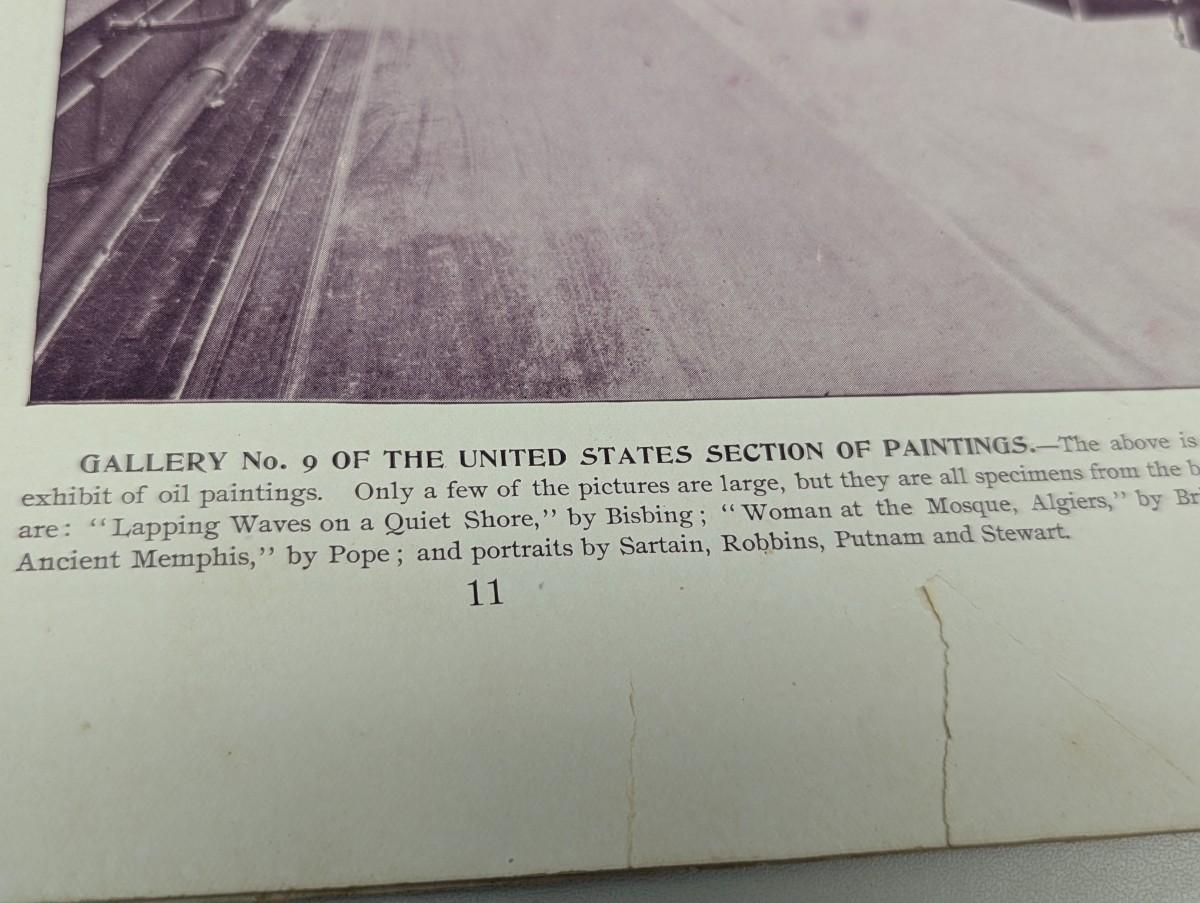 GALLERY No. 9 OF THE UNITED STATES SECTION OF PAINTINGS.—The above is
exhibit of oil paintings. Only a few of the pictures are large, but they are all specimens from the
are: “Lapping Waves on a Quiet Shore,” by Bisbing; “Woman at the Mosque, Algiers,” by
Ancient Memphis,” by Pope; and portraits by Sartain, Robbins, Putnam and Stewart.
11